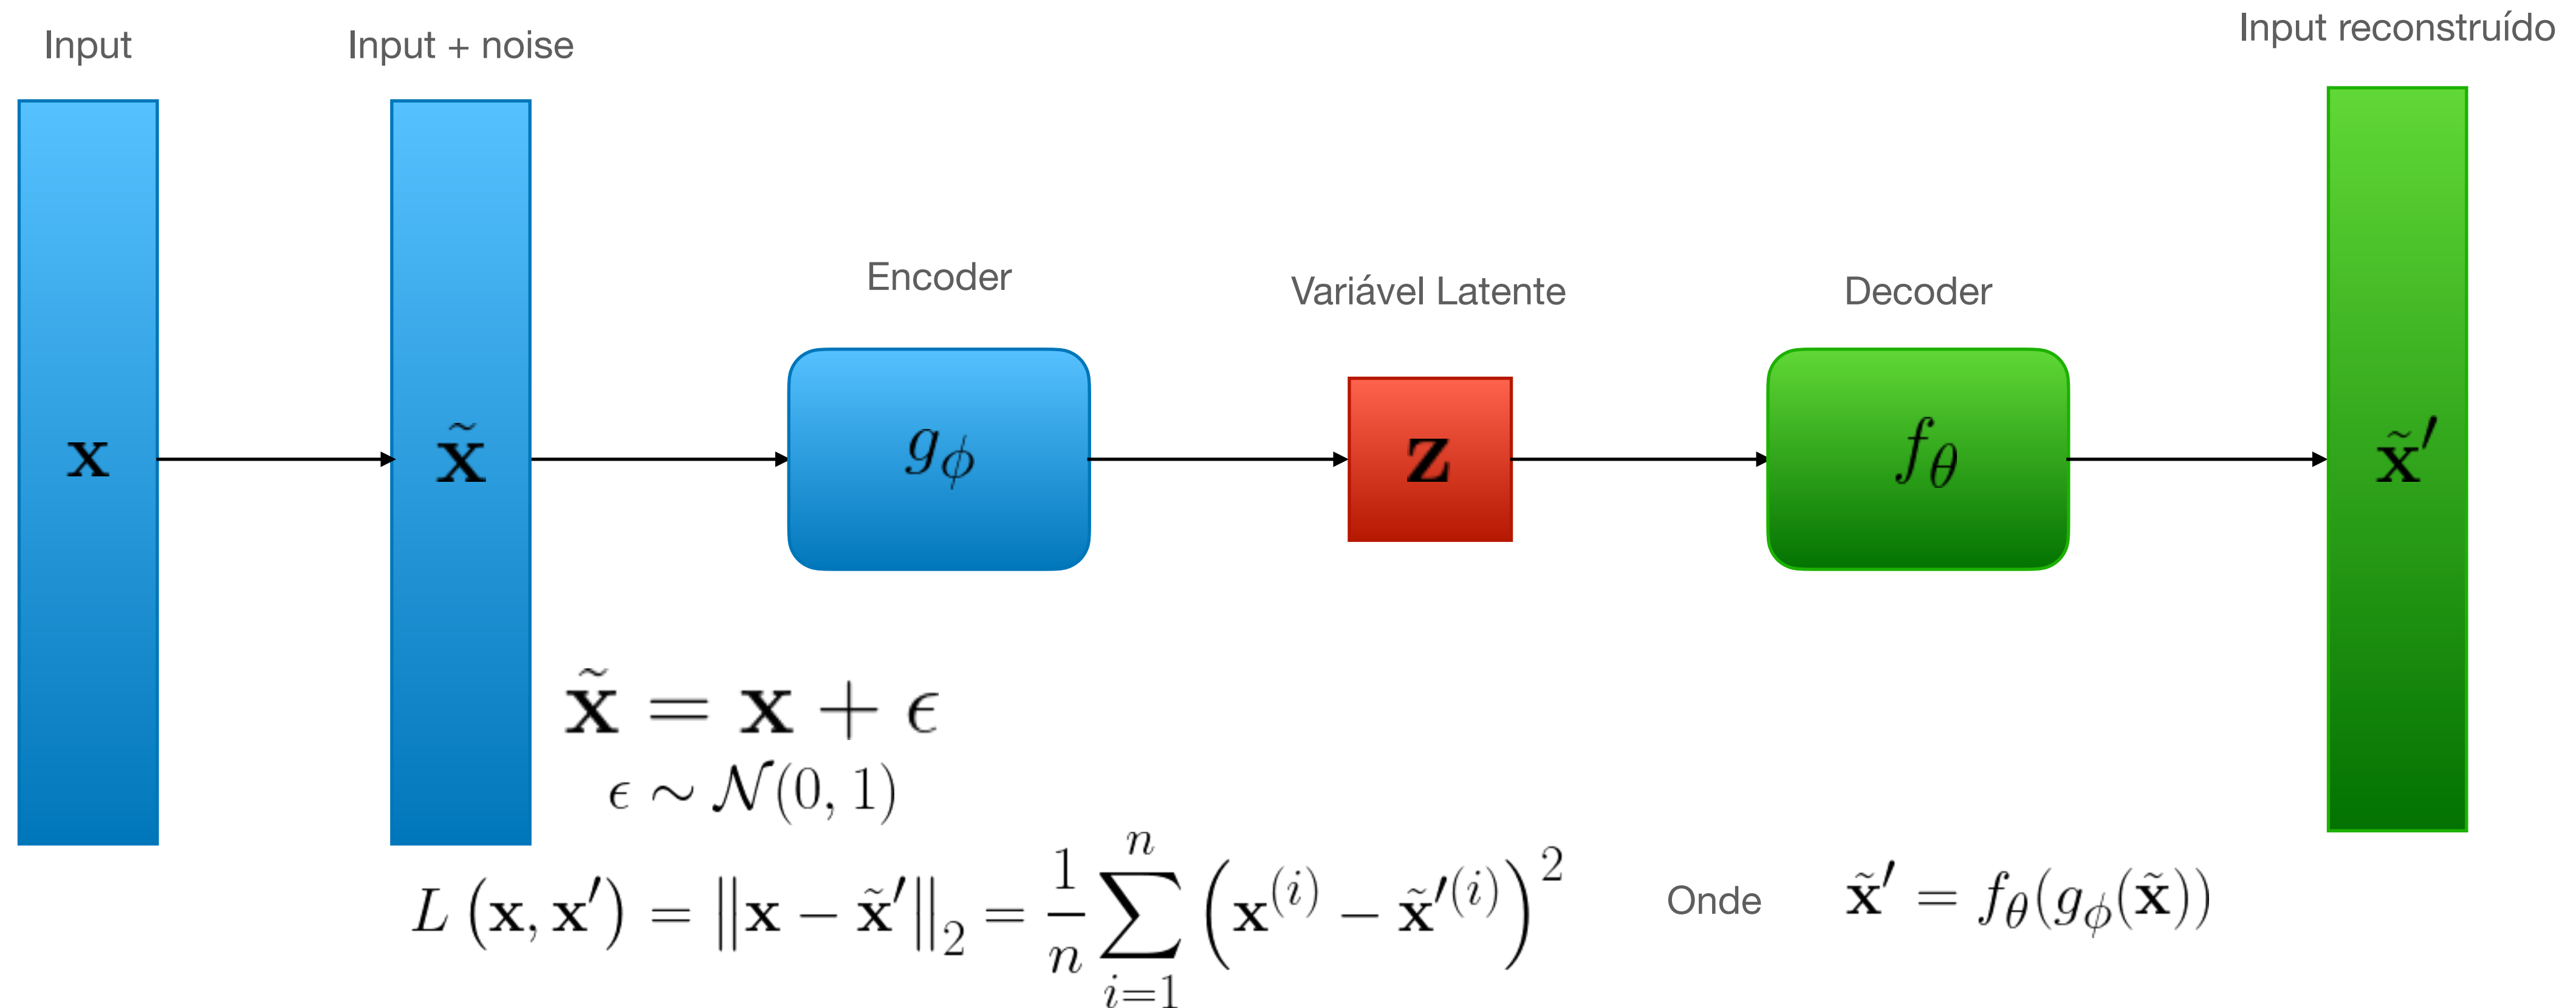 Input
Input + noise
Input reconstruído
Encoder
Variável Latente
Decoder
x
x̃
g_ϕ
z
f_θ
x̃′
x̃ = x + ϵ
ϵ ∼ 𝒩(0, 1)
L (x, x′) = ‖x − x̃′‖₂ = 1/n ∑_{i=1}^{n} (x^{(i)} − x̃′^{(i)})² Onde x̃′ = f_θ(g_ϕ(x̃))